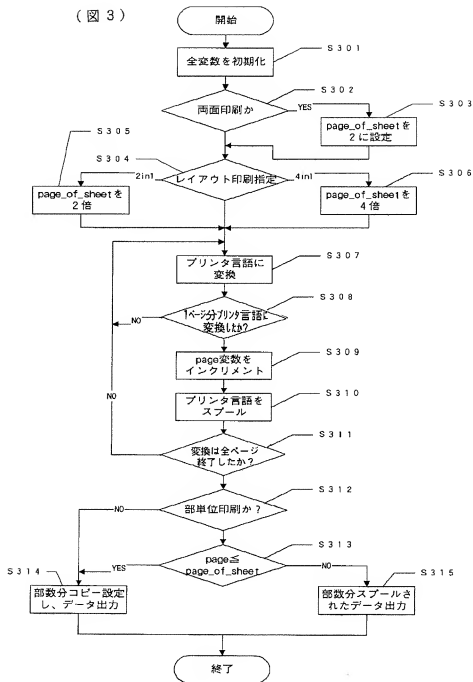 （図３）
開始
S301
全変数を初期化
S302
両面印刷か
YES
S303
page_of_sheetを
2に設定
S305
S304
2in1
レイアウト印刷指定
4in1
S306
page_of_sheetを
2倍
page_of_sheetを
4倍
S307
プリンタ言語に
変換
S308
1ページ分プリンタ言語に
変換したか?
NO
S309
page変数を
インクリメント
S310
プリンタ言語を
スプール
NO
S311
変換は全ページ
終了したか？
S312
NO
部単位印刷か？
S313
page≦
page_of_sheet
YES
NO
S314
部数分コピー設定
し、データ出力
S315
部数分スプールさ
れたデータ出力
終了